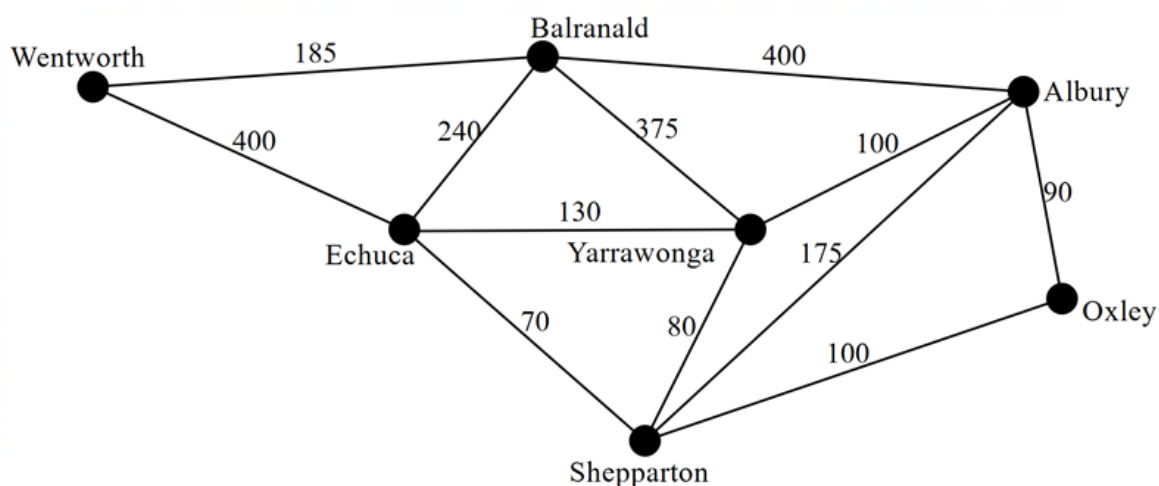 Balranald
Wentworth
185
400
Albury
400
240
375
100
90
130
Echuca
Yarrawonga
175
Oxley
70
80
100
Shepparton